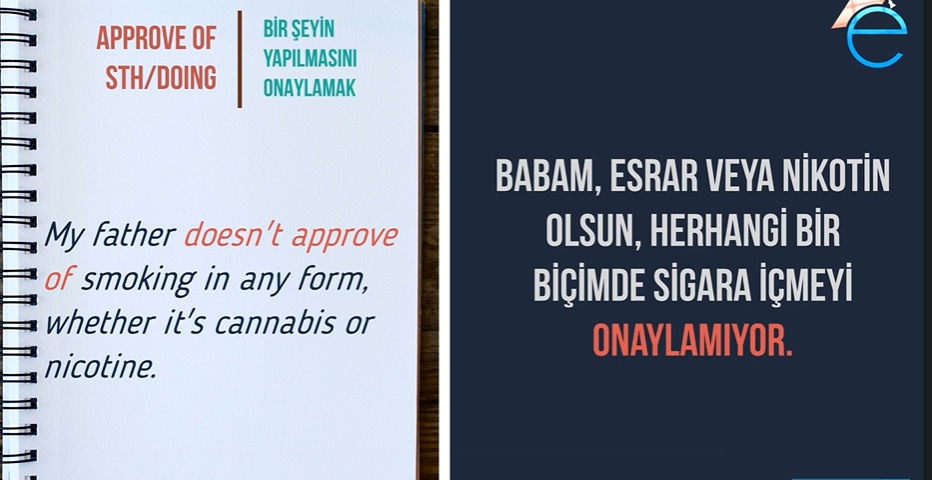 APPROVE OF
STH/DOING
BİR ŞEYİN
YAPILMASINI
ONAYLAMAK
My father doesn't approve
of smoking in any form,
whether it's cannabis or
nicotine.
e
BABAM, ESRAR VEYA NİKOTİN
OLSUN, HERHANGİ BİR
BİÇİMDE SİGARA İÇMEYİ
ONAYLAMIYOR.